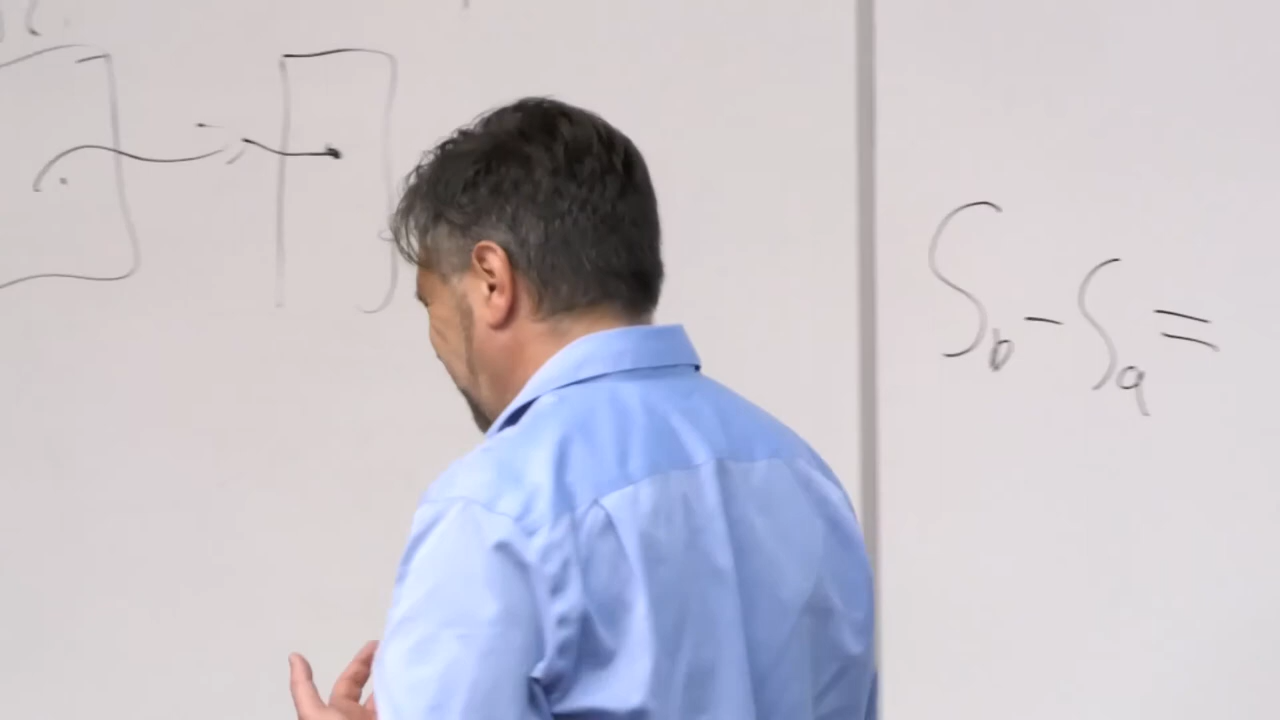 S_b - S_a =